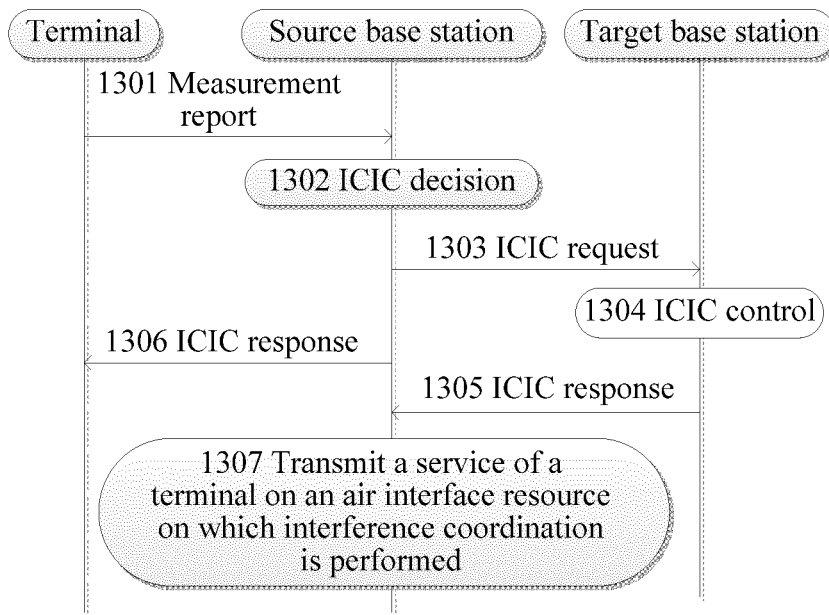 Terminal
Source base station
Target base station
1301 Measurement
report
1302 ICIC decision
1303 ICIC request
1304 ICIC control
1306 ICIC response
1305 ICIC response
1307 Transmit a service of a
terminal on an air interface resource
on which interference coordination
is performed